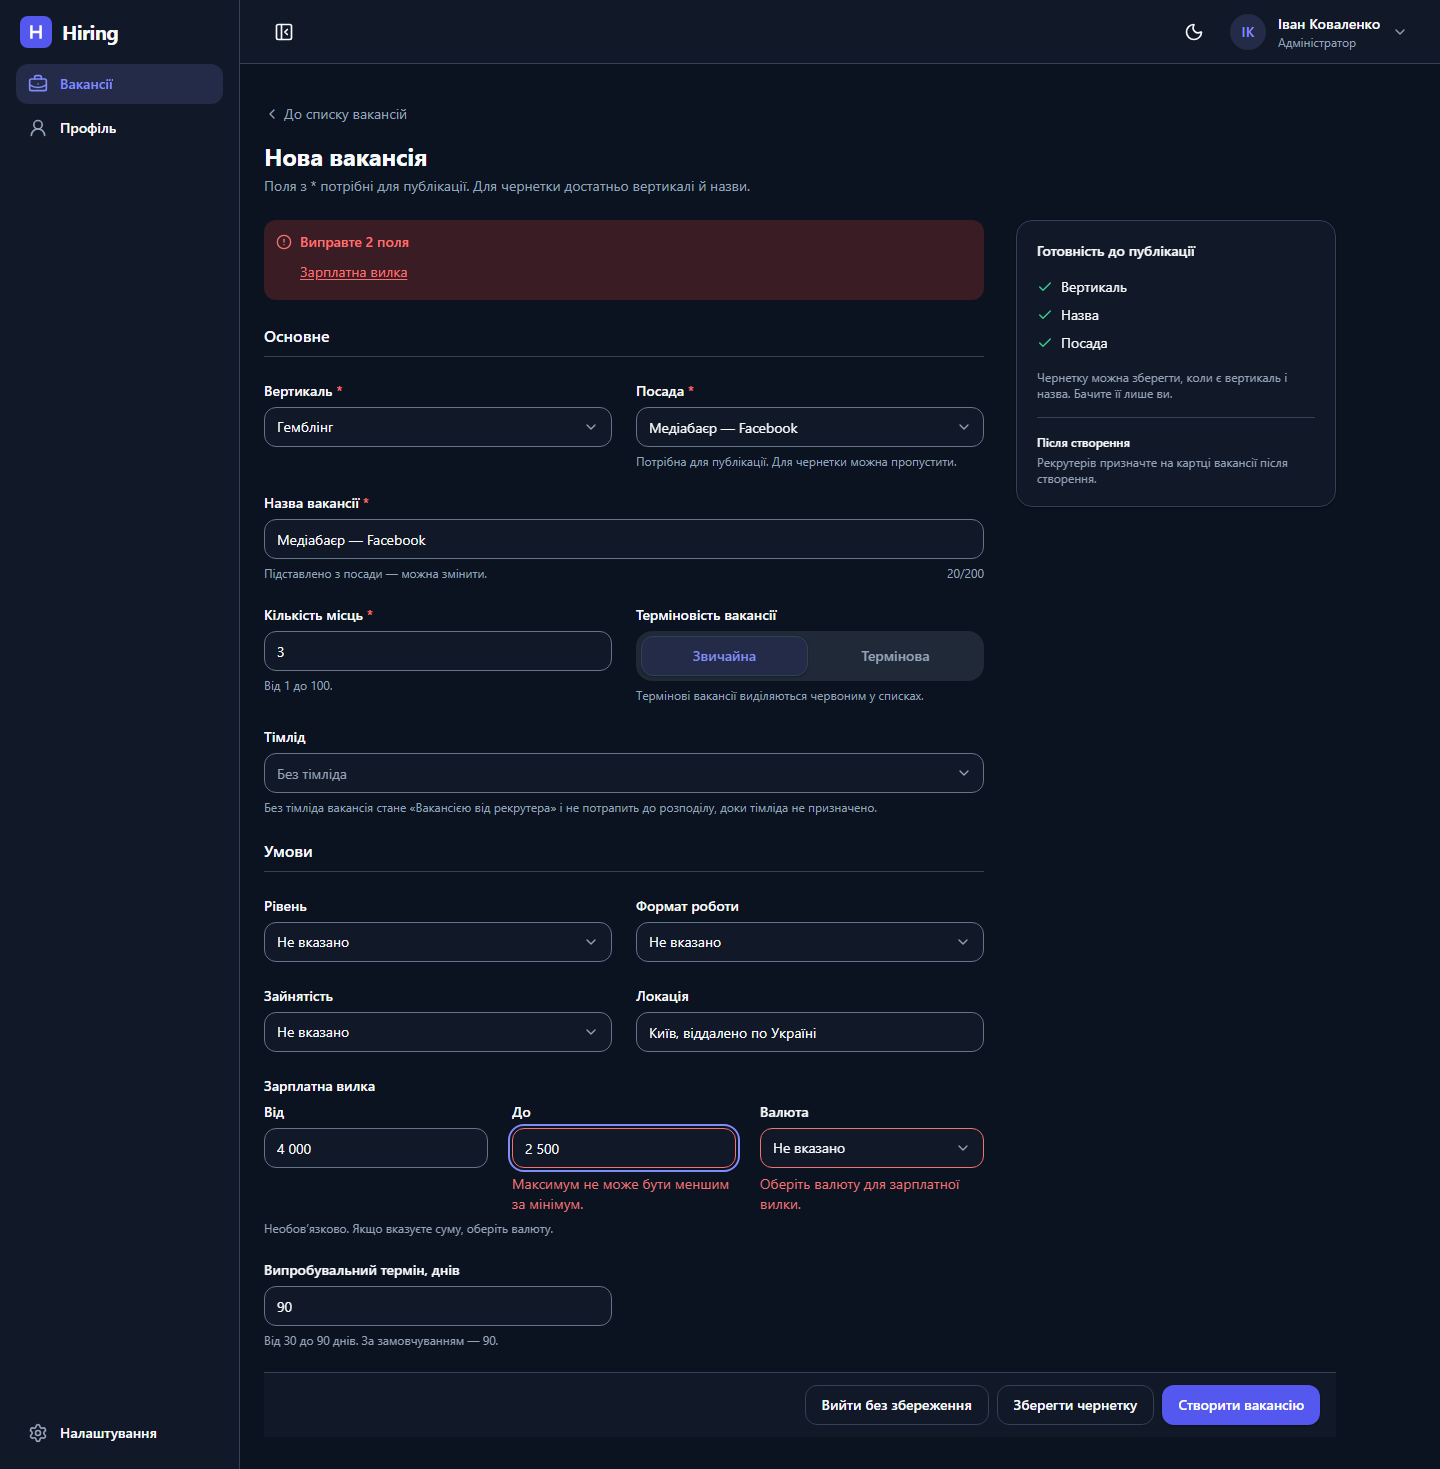 H Hiring
Вакансії
Профіль
Налаштування
ІК
Іван Коваленко
Адміністратор
До списку вакансій
Нова вакансія
Поля з * потрібні для публікації. Для чернетки достатньо вертикалі й назви.
Виправте 2 поля
Зарплатна вилка
Основне
Вертикаль *
Гемблінг
Посада *
Медіабаєр — Facebook
Потрібна для публікації. Для чернетки можна пропустити.
Назва вакансії *
Медіабаєр — Facebook
Підставлено з посади — можна змінити.
20/200
Кількість місць *
3
Від 1 до 100.
Терміновість вакансії
Звичайна
Термінова
Термінові вакансії виділяються червоним у списках.
Тімлід
Без тімліда
Без тімліда вакансія стане «Вакансією від рекрутера» і не потрапить до розподілу, доки тімліда не призначено.
Умови
Рівень
Не вказано
Формат роботи
Не вказано
Зайнятість
Не вказано
Локація
Київ, віддалено по Україні
Зарплатна вилка
Від
4 000
До
2 500
Максимум не може бути меншим
за мінімум.
Валюта
Не вказано
Оберіть валюту для зарплатної
вилки.
Необов'язково. Якщо вказуєте суму, оберіть валюту.
Випробувальний термін, днів
90
Від 30 до 90 днів. За замовчуванням — 90.
Готовність до публікації
Вертикаль
Назва
Посада
Чернетку можна зберегти, коли є вертикаль і
назва. Бачите її лише ви.
Після створення
Рекрутерів призначте на картці вакансії після
створення.
Вийти без збереження
Зберегти чернетку
Створити вакансію